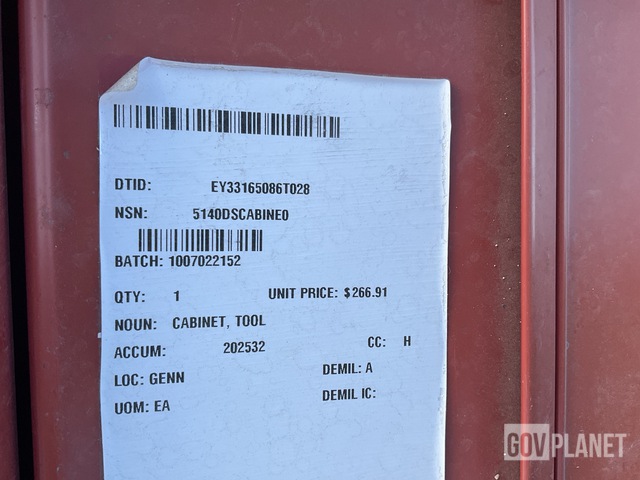 DTID: EY33165086T028
NSN: 5140DSCABINE0
BATCH: 1007022152
QTY: 1 UNIT PRICE: $266.91
NOUN: CABINET, TOOL
ACCUM: 202532 CC: H
LOC: GENN DEMIL: A
UOM: EA DEMIL IC:
GOVPLANET